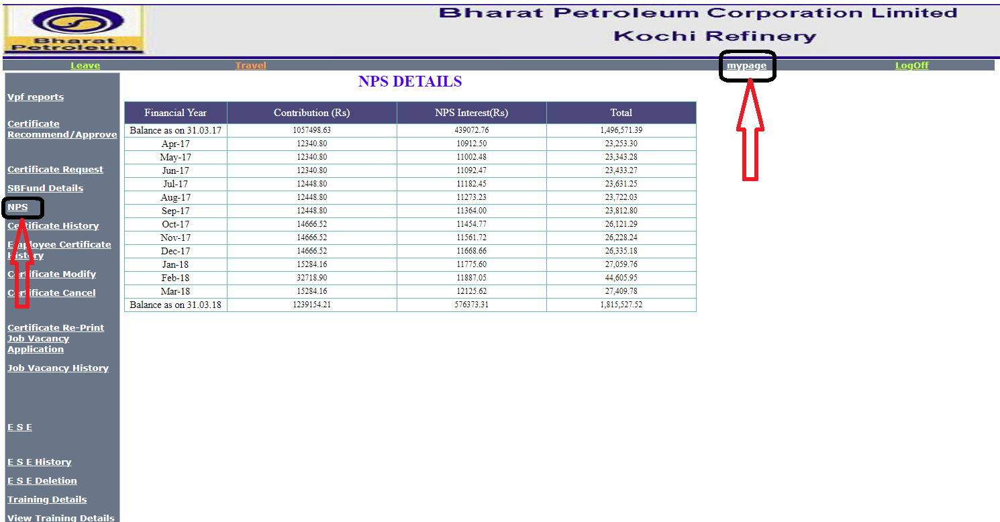 Bharat Petroleum Corporation Limited
Kochi Refinery
Bharat
Petroleum
Leave Travel mypage LogOff
Vpf reports
Certificate
Recommend/Approve
Certificate Request
SBFund Details
NPS
Certificate History
Employee Certificate
History
Certificate Modify
Certificate Cancel
Certificate Re-Print
Job Vacancy
Application
Job Vacancy History
E S E
E S E History
E S E Deletion
Training Details
View Training Details
NPS DETAILS
Financial Year Contribution (Rs) NPS Interest(Rs) Total
Balance as on 31.03.17 1057498.63 439072.76 1,496,571.39
Apr-17 12340.80 10912.50 23,253.30
May-17 12340.80 11002.48 23,343.28
Jun-17 12340.80 11092.47 23,433.27
Jul-17 12448.80 11182.45 23,631.25
Aug-17 12448.80 11273.23 23,722.03
Sep-17 12448.80 11364.00 23,812.80
Oct-17 14666.52 11454.77 26,121.29
Nov-17 14666.52 11561.72 26,228.24
Dec-17 14666.52 11668.66 26,335.18
Jan-18 15284.16 11775.60 27,059.76
Feb-18 32718.90 11887.05 44,605.95
Mar-18 15284.16 12125.62 27,409.78
Balance as on 31.03.18 1239154.21 576373.31 1,815,527.52